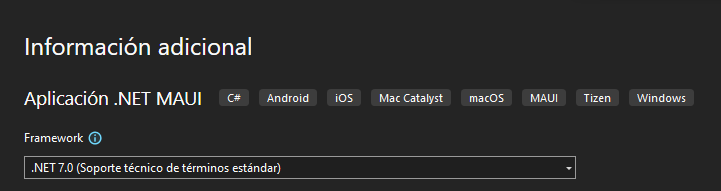 Información adicional
Aplicación .NET MAUI C# Android iOS Mac Catalyst macOS MAUI Tizen Windows
Framework
.NET 7.0 (Soporte técnico de términos estándar)